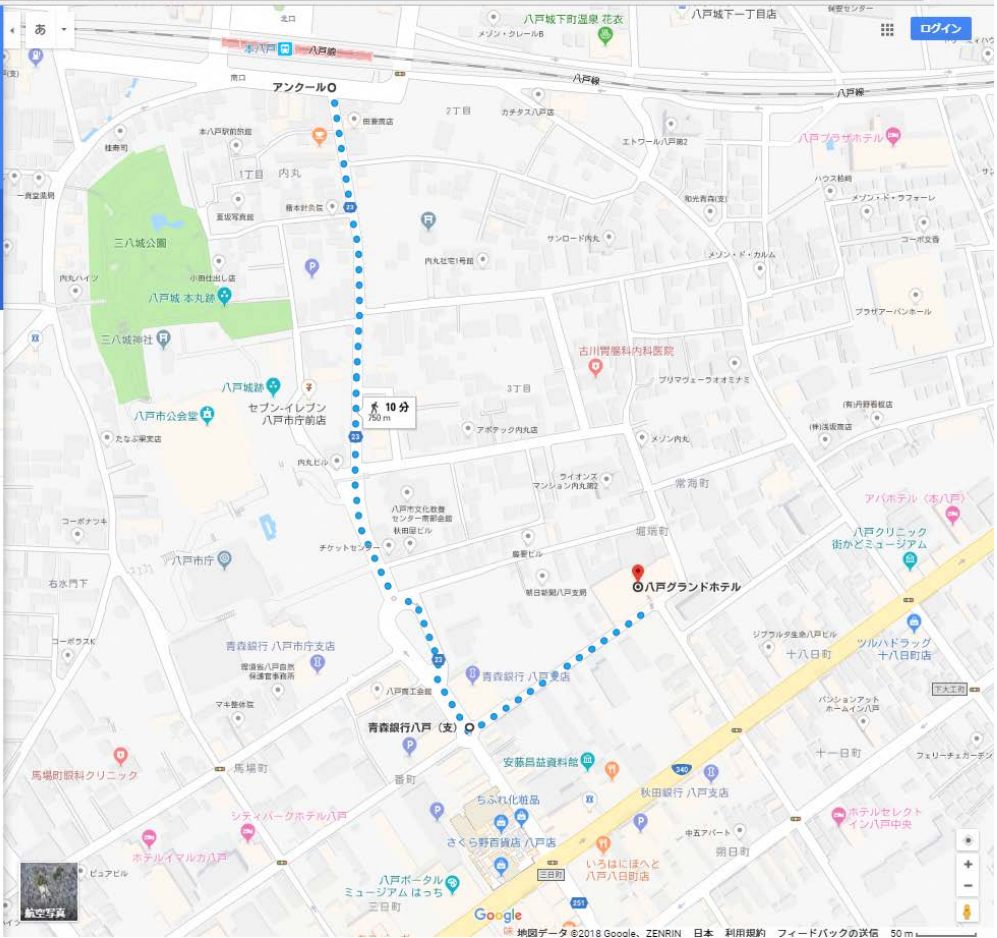 あ
北口
八戸城下町温泉 花衣
メゾン・クレールB
八戸城下一丁目店
ログイン
本八戸
八戸線
南口
アンクール
八戸線
八戸線
2丁目
カチタス八戸店
本八戸駅前旅館
桂寿司
エトワール八戸第2
八戸プラザホテル
1丁目
内丸
一貫堂薬局
23
ハウス柏崎
和光青森(支)
メゾン・ド・ラフォーレ
夏坂写真館
橋本針灸院
三八城公園
サンロード内丸
コーポ文香
内丸社宅1号館
メゾン・ド・カルム
内丸ハイツ
小田仕出し店
八戸城 本丸跡
プラザアーバンホール
三八城神社
古川胃腸科内科医院
八戸城跡
3丁目
プリマヴェーラオオミナミ
セブン-イレブン
八戸市庁前店
10 分
750 m
八戸市公会堂
(有)丹野看板店
(株)浅坂商店
たなぶ果実店
23
アポテック内丸店
メゾン内丸
内丸ビル
ライオンズ
マンション内丸第2
常海町
アパホテル〈本八戸〉
コーポナツキ
八戸市文化教養
センター南部会館
秋田屋ビル
堀端町
八戸クリニック
街かどミュージアム
チケットセンター
八戸市庁
朝日新聞八戸支局
八戸グランドホテル
右水門下
コーポラスK
青森銀行 八戸市庁支店
環境省八戸自然
保護官事務所
23
青森銀行 八戸支店
ジブラルタ生命八戸ビル
十八日町
ツルハドラッグ
十八日町店
八戸商工会館
マキ整体院
青森銀行八戸(支)
パンションアット
ホームイン八戸
下大工町
馬場町眼科クリニック
馬場町
番町
安藤昌益資料館
340
十一日町
フェリーチェガーデン
秋田銀行 八戸支店
ちふれ化粧品
シティパークホテル八戸
さくら野百貨店 八戸店
中五アパート
ホテルセレクト
イン八戸中央
朔日町
ホテルイマルカ八戸
いろはにほへと
八戸八日町店
ピュアビル
八戸ポータル
ミュージアム はっち
三日町
三日町
251
航空写真
Google
地図データ ©2018 Google、ZENRIN 日本 利用規約 フィードバックの送信 50 m